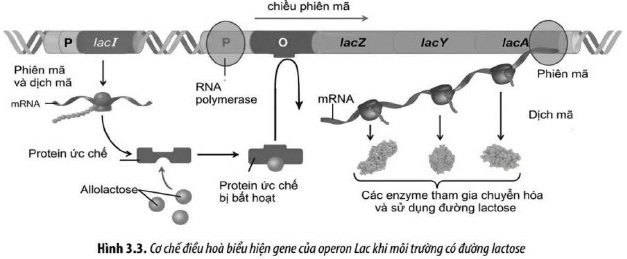 chiều phiên mã
P
lacI
P
O
lacZ
lacY
lacA
Phiên mã
và dịch mã
RNA
polymerase
Phiên mã
mRNA
mRNA
Dịch mã
Protein ức chế
Allolactose
Protein ức chế
bị bất hoạt
Các enzyme tham gia chuyển hóa
và sử dụng đường lactose
Hình 3.3. Cơ chế điều hoà biểu hiện gene của operon Lac khi môi trường có đường lactose